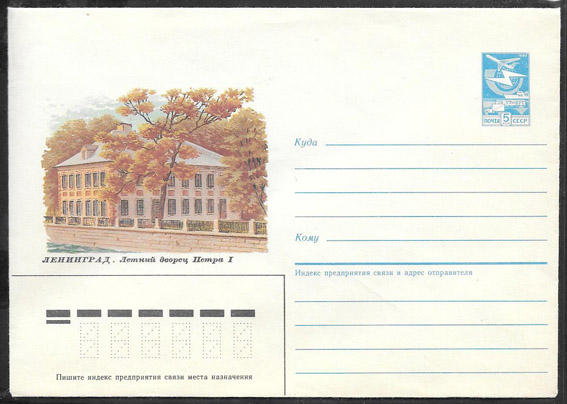 ПОЧТА 5 СССР
Куда
Кому
ЛЕНИНГРАД. Летний дворец Петра I
Индекс предприятия связи и адрес отправителя
Пишите индекс предприятия связи места назначения